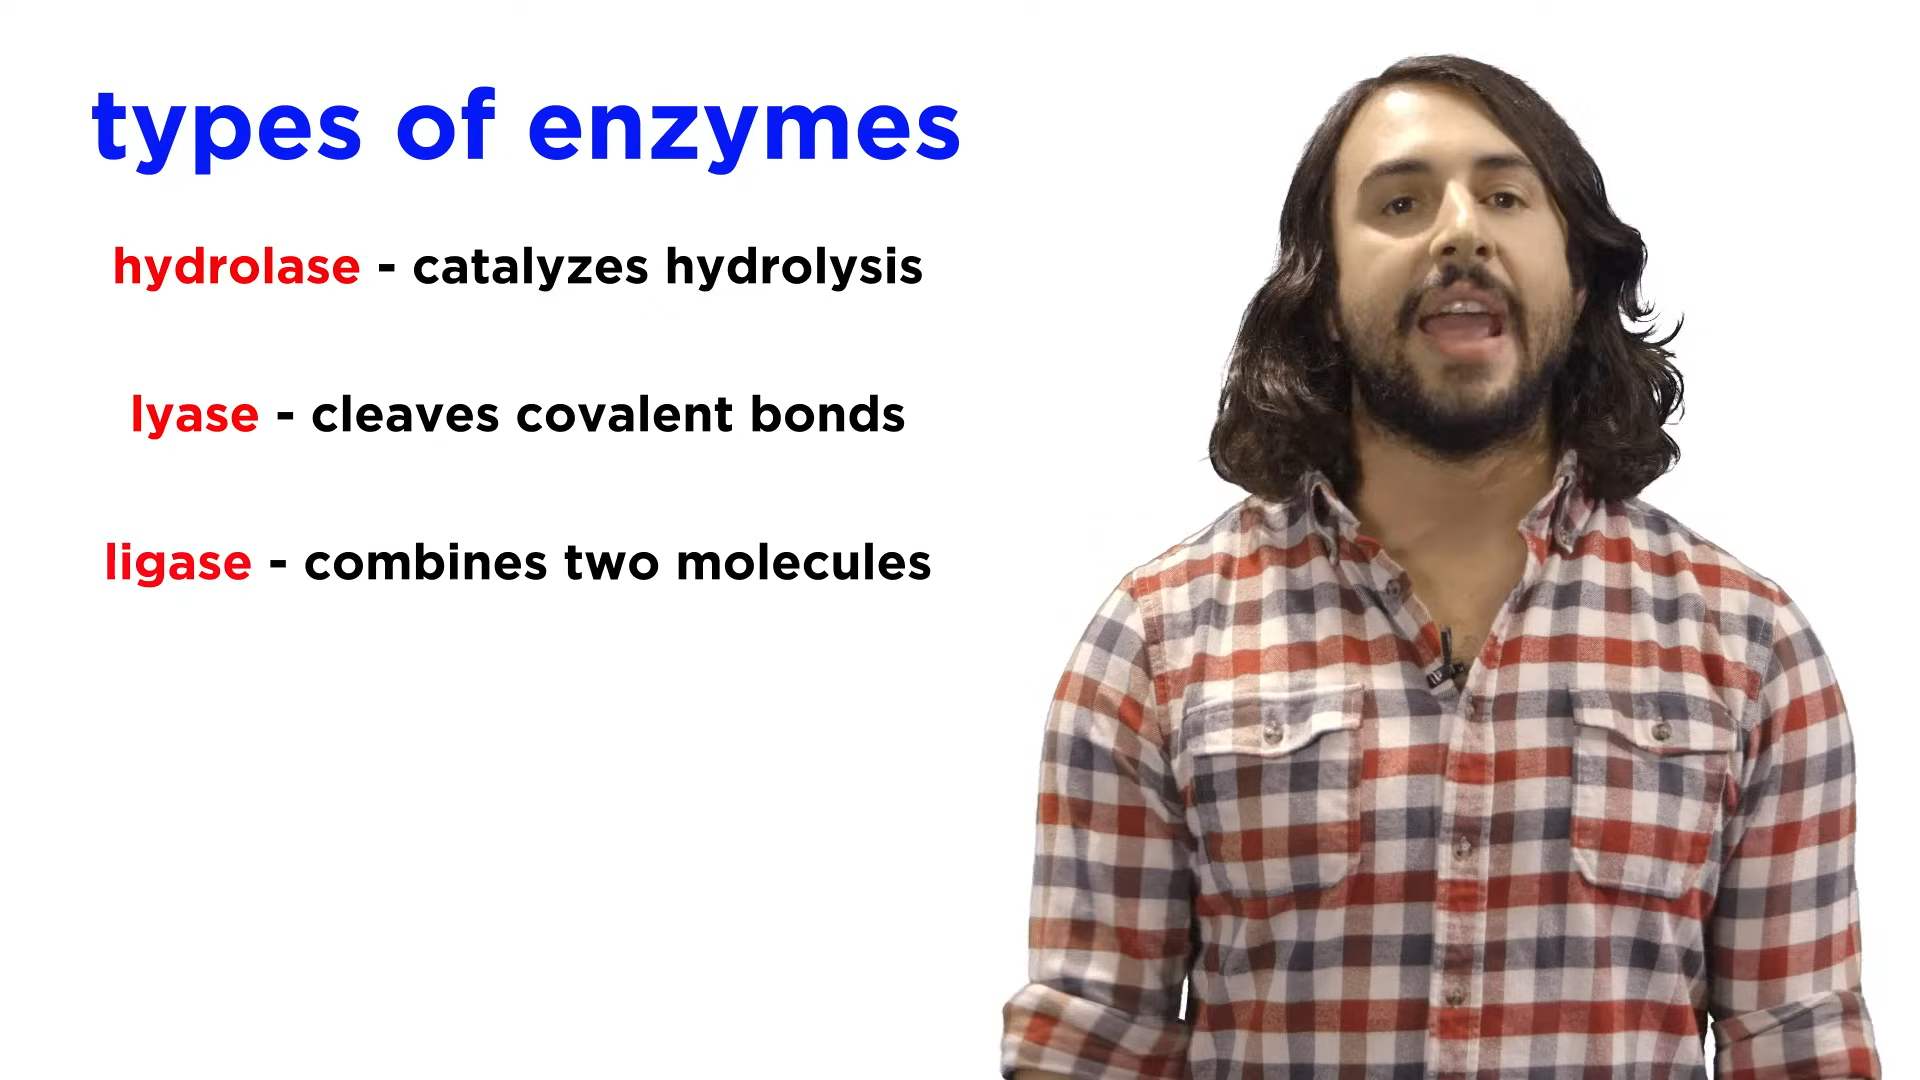 types of enzymes
hydrolase - catalyzes hydrolysis
lyase - cleaves covalent bonds
ligase - combines two molecules